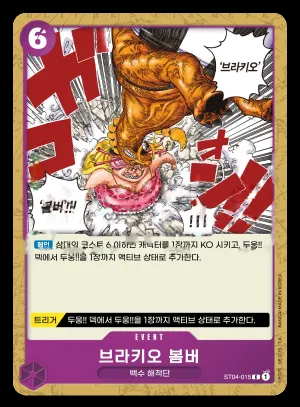 6
'브라키오'
'봄버'!!!
메인 상대의 코스트 6 이하인 캐릭터를 1장까지 KO 시키고, 두웅!!
덱에서 두웅!!을 1장까지 액티브 상태로 추가한다.
트리거 두웅!! 덱에서 두웅!!을 1장까지 액티브 상태로 추가한다.
EVENT
브라키오 봄버
백수 해적단
ST04-015 C 1